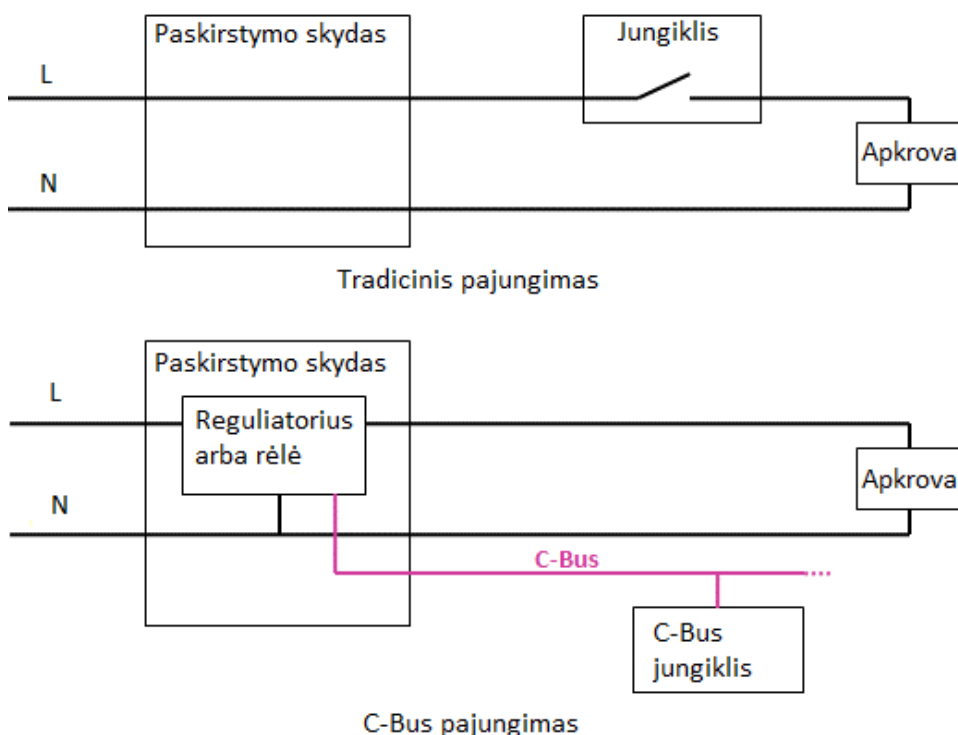 Paskirstymo skydas
Jungiklis
L
Apkrova
N
Tradicinis pajungimas
Paskirstymo skydas
L
Reguliatorius
arba rėlė
Apkrova
N
C-Bus
C-Bus
jungiklis
C-Bus pajungimas